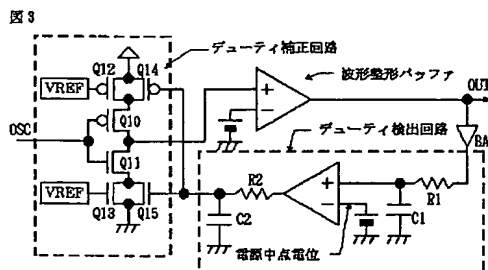 図3
デューティ補正回路
Q12
Q14
VREF
波形整形バッファ
OUT
Q10
OSC
デューティ検出回路
BA
Q11
R2
R1
VREF
Q13
Q15
C2
C1
電源中点電位